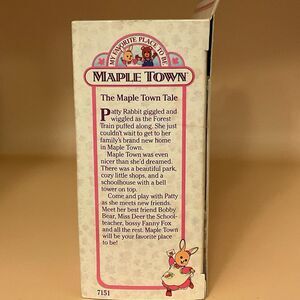 MY FAVORITE PLACE TO BE
MAPLE TOWN
The Maple Town Tale
Patty Rabbit giggled and
wiggled as the Forest
Train puffed along. She just
couldn't wait to get to her
family's brand new home
in Maple Town.
Maple Town was even
nicer than she'd dreamed.
There was a beautiful park,
cozy little shops, and a
schoolhouse with a bell
tower on top.
Come and play with Patty
as she meets new friends.
Meet her best friend Bobby
Bear, Miss Deer the School-
teacher, bossy Fanny Fox
and all the rest. Maple Town
will be your favorite place
to be!
7151